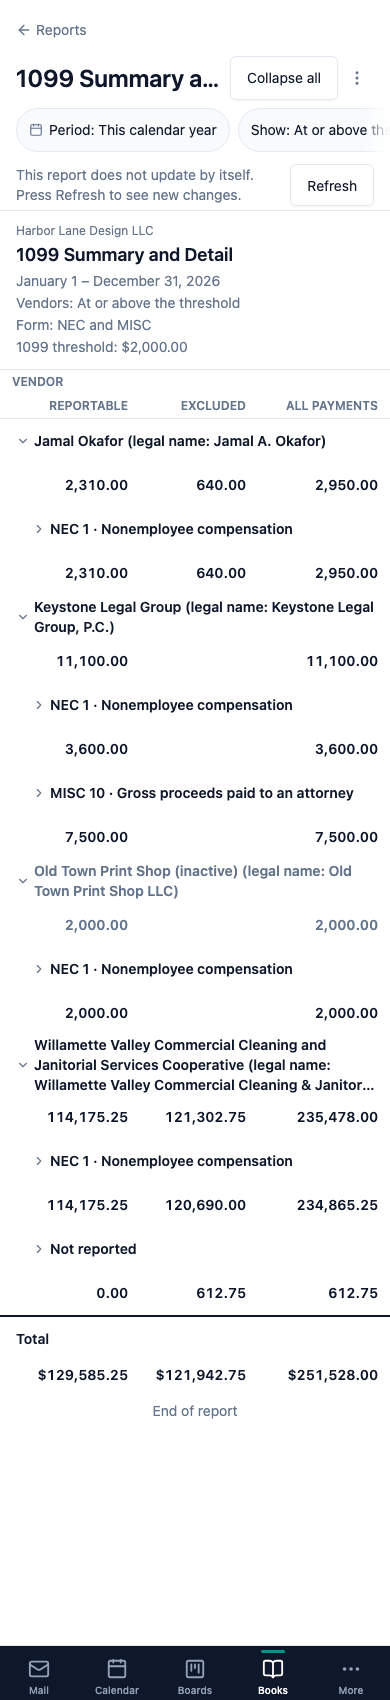 Reports
1099 Summary a...
Collapse all
Period: This calendar year
Show: At or above the
This report does not update by itself.
Press Refresh to see new changes.
Refresh
Harbor Lane Design LLC
1099 Summary and Detail
January 1 – December 31, 2026
Vendors: At or above the threshold
Form: NEC and MISC
1099 threshold: $2,000.00
VENDOR
REPORTABLE EXCLUDED ALL PAYMENTS
Jamal Okafor (legal name: Jamal A. Okafor)
2,310.00 640.00 2,950.00
NEC 1 · Nonemployee compensation
2,310.00 640.00 2,950.00
Keystone Legal Group (legal name: Keystone Legal
Group, P.C.)
11,100.00 11,100.00
NEC 1 · Nonemployee compensation
3,600.00 3,600.00
MISC 10 · Gross proceeds paid to an attorney
7,500.00 7,500.00
Old Town Print Shop (inactive) (legal name: Old
Town Print Shop LLC)
2,000.00 2,000.00
NEC 1 · Nonemployee compensation
2,000.00 2,000.00
Willamette Valley Commercial Cleaning and
Janitorial Services Cooperative (legal name:
Willamette Valley Commercial Cleaning & Janitor...
114,175.25 121,302.75 235,478.00
NEC 1 · Nonemployee compensation
114,175.25 120,690.00 234,865.25
Not reported
0.00 612.75 612.75
Total
$129,585.25 $121,942.75 $251,528.00
End of report
Mail Calendar Boards Books More